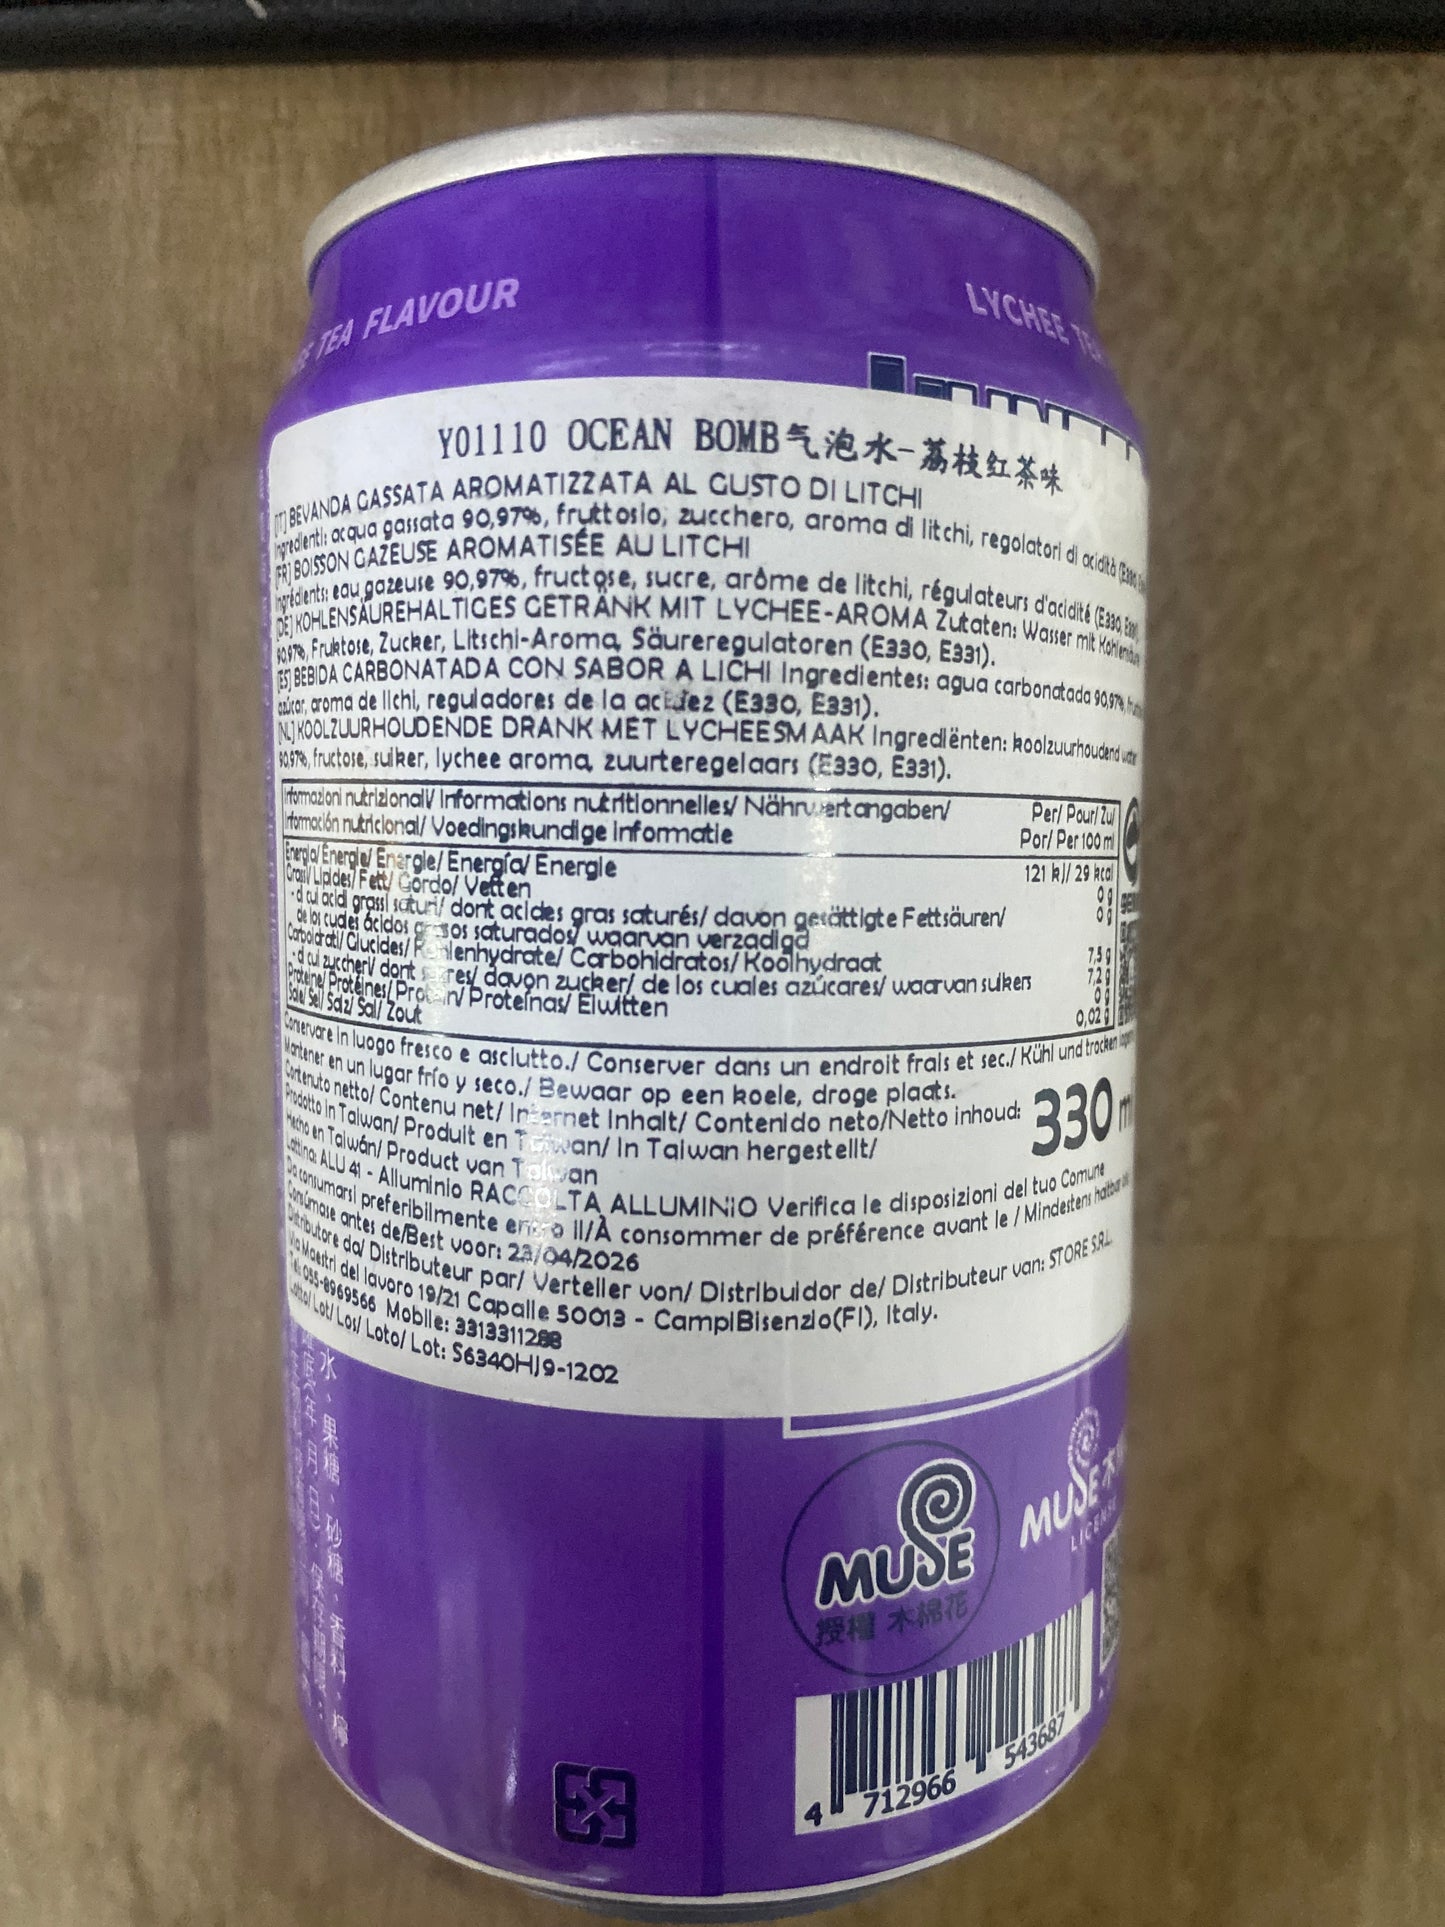 TEA FLAVOUR
LYCHEE
Y01110 OCEAN BOMB气泡水-荔枝红茶味
[IT] BEVANDA GASSATA AROMATIZZATA AL GUSTO DI LITCHI
Ingredienti: acqua gassata 90,97%, fruttosio, zucchero, aroma di litchi, regolatori di acidità (E330,
[FR] BOISSON GAZEUSE AROMATISÉE AU LITCHI
Ingrédients: eau gazeuse 90,97%, fructose, sucre, arôme de litchi, régulateurs d'acidité (E330, E331).
[DE] KOHLENSÄUREHALTIGES GETRÄNK MIT LYCHEE-AROMA Zutaten: Wasser mit Kohlensäure
90,97%, Fruktose, Zucker, Litschi-Aroma, Säureregulatoren (E330, E331).
[ES] BEBIDA CARBONATADA CON SABOR A LICHI Ingredientes: agua carbonatada 90,97%,
azúcar, aroma de lichi, reguladores de la acidez (E330, E331).
[NL] KOOLZUURHOUDENDE DRANK MET LYCHEESMAAK Ingrediënten: koolzuurhoudend water
90,97%, fructose, suiker, lychee aroma, zuurteregelaars (E330, E331).
Informazioni nutrizionali/ Informations nutritionnelles/ Nährwertangaben/ Per/ Pour/ Zu/
Información nutricional/ Voedingskundige informatie Por/ Per 100 ml
Energia/ Énergie/ Energie/ Energía/ Energie 121 kJ/ 29 kcal
Grassi/ Lipides/ Fett/ Gordo/ Vetten 0 g
- di cui acidi grassi saturi/ dont acides gras saturés/ davon gesättigte Fettsäuren/ 0 g
de los cuales ácidos grasos saturados/ waarvan verzadigd
Carboidrati/ Glucides/ Kohlenhydrate/ Carbohidratos/ Koolhydraat 7,5 g
- di cui zuccheri/ dont sucres/ davon zucker/ de los cuales azúcares/ waarvan suikers 7,2 g
Proteine/ Protéines/ Protein/ Proteínas/ Eiwitten 0 g
Sale/ Sel/ Salz/ Sal/ Zout 0,02 g
Conservare in luogo fresco e asciutto./ Conserver dans un endroit frais et sec./ Kühl und trocken lagern
Mantener en un lugar frío y seco./ Bewaar op een koele, droge plaats.
Contenuto netto/ Contenu net/ Internet Inhalt/ Contenido neto/Netto inhoud: 330 m
Prodotto in Taiwan/ Produit en Taiwan/ In Taiwan hergestellt/
Hecho en Taiwán/ Product van Taiwan
Lattina: ALU 41 - Alluminio RACCOLTA ALLUMINIO Verifica le disposizioni del tuo Comune
Da consumarsi preferibilmente entro il/À consommer de préférence avant le / Mindestens haltbar bis
Consúmase antes de/Best voor: 23/04/2026
Distributore da/ Distributeur par/ Verteller von/ Distribuidor de/ Distributeur van: STORE S.R.L.
Via Maestri del lavoro 19/21 Capalle 50013 - CampiBisenzio(FI), Italy.
Tel: 055-8969566 Mobile: 3313311288
Lotto/ Lot/ Los/ Loto/ Lot: S6340HJ9-1202
水、果糖、砂糖、香料、檸
MUSE
授權 木棉花
MUSE 木
LICENSE
4 712966 543687